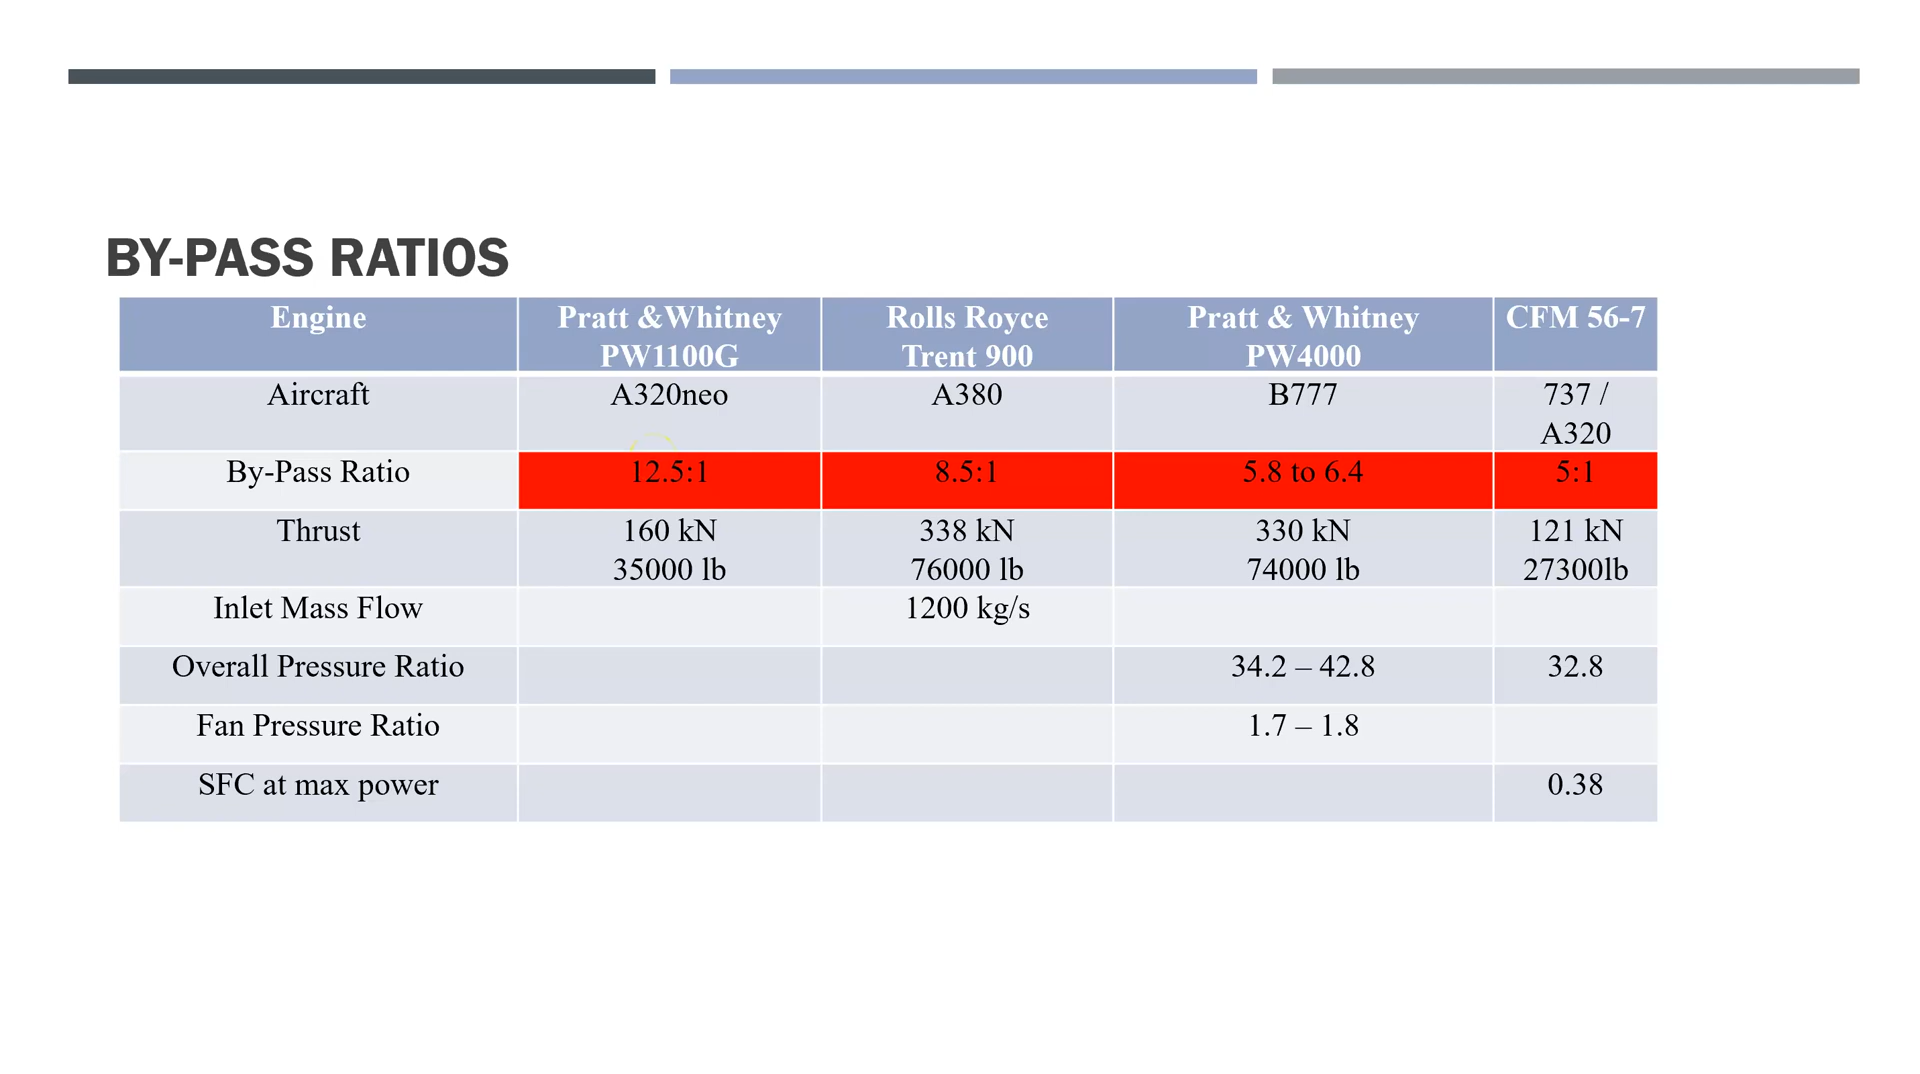 BY-PASS RATIOS
Engine
Pratt &Whitney
PW1100G
Rolls Royce
Trent 900
Pratt & Whitney
PW4000
CFM 56-7
Aircraft
A320neo
A380
B777
737 /
A320
By-Pass Ratio
12.5:1
8.5:1
5.8 to 6.4
5:1
Thrust
160 kN
35000 lb
338 kN
76000 lb
330 kN
74000 lb
121 kN
27300lb
Inlet Mass Flow
1200 kg/s
Overall Pressure Ratio
34.2 – 42.8
32.8
Fan Pressure Ratio
1.7 – 1.8
SFC at max power
0.38